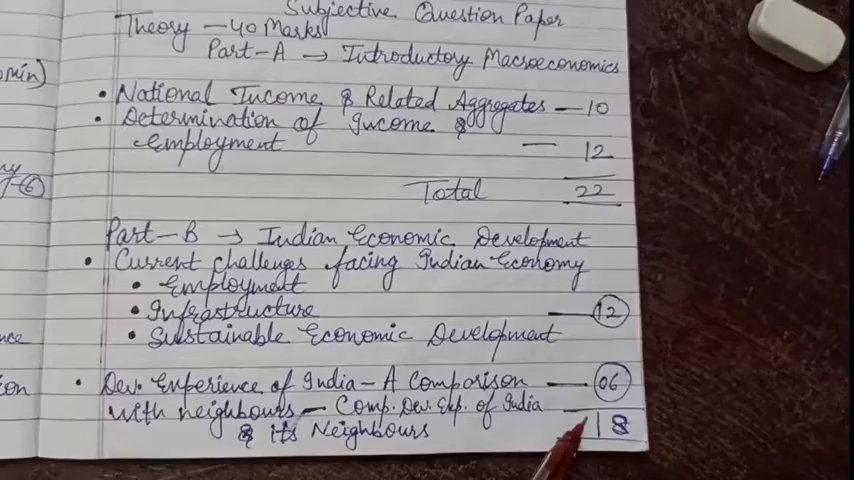 Subjective Question Paper
Theory - 40 Marks
Part-A → Introductory Macroeconomics
omin)
• National Income & Related Aggregates - 10
• Determination of Income &
Employment - 12
6
Total 22
Part-B → Indian Economic Development
• Current challenges facing Indian Economy
• Employment
• Infrastructure - 12
• Sustainable Economic Development
• Dev. Experience of India - A Comparison - 06
with neighbours - Comp. Dev. Exp. of India - 18
& its Neighbours